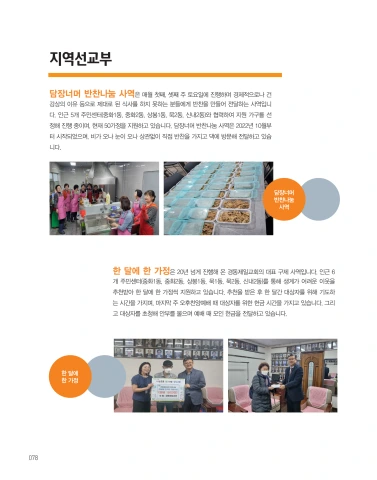 지역선교부
담장너머 반찬나눔 사역은 매월 첫째, 셋째 주 토요일에 진행하며 경제적으로나 건
강상의 이유 등으로 제대로 된 식사를 하지 못하는 분들에게 반찬을 만들어 전달하는 사역입니
다. 인근 5개 주민센터(중화1동, 중화2동, 상봉1동, 묵2동, 신내2동)와 협력하여 지원 가구를 선
정해 진행 중이며, 현재 50가정을 지원하고 있습니다. 담장너머 반찬나눔 사역은 2022년 10월부
터 시작되었으며, 비가 오나 눈이 오나 상관없이 직접 반찬을 가지고 댁에 방문해 전달하고 있습
니다.
담장너머
반찬나눔
사역
한 달에 한 가정은 20년 넘게 진행해 온 경동제일교회의 대표 구제 사역입니다. 인근 6
개 주민센터(중화1동, 중화2동, 상봉1동, 묵1동, 묵2동, 신내2동)를 통해 생계가 어려운 이웃을
추천받아 한 달에 한 가정씩 지원하고 있습니다. 추천을 받은 후 한 달간 대상자를 위해 기도하
는 시간을 가지며, 마지막 주 오후찬양예배 때 대상자를 위한 헌금 시간을 가지고 있습니다. 그리
고 대상자를 초청해 안부를 물으며 예배 때 모인 헌금을 전달하고 있습니다.
한 달에
한 가정
078